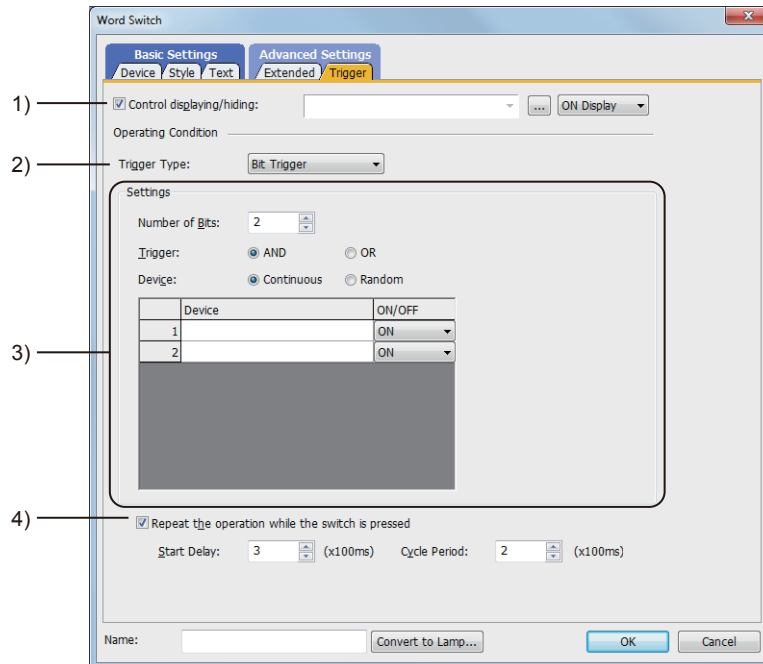 Word Switch
Basic Settings Advanced Settings
Device Style Text Extended Trigger
1) Control displaying/hiding: ... ON Display
Operating Condition
2) Trigger Type: Bit Trigger
Settings
Number of Bits: 2
Trigger: AND OR
Device: Continuous Random
Device ON/OFF
1 ON
2 ON
3)
4) Repeat the operation while the switch is pressed
Start Delay: 3 (x100ms) Cycle Period: 2 (x100ms)
Name: Convert to Lamp... OK Cancel